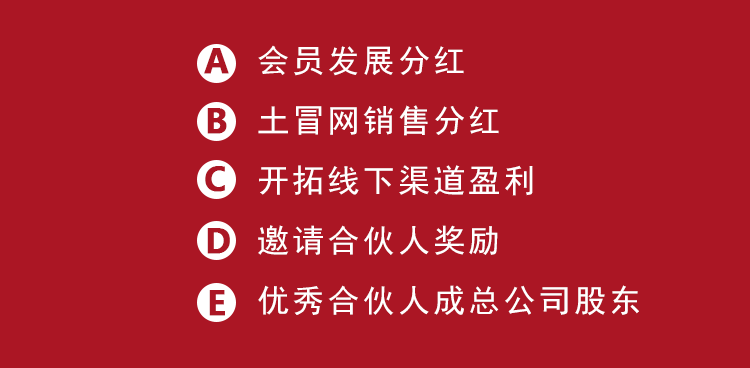 A 会员发展分红
B 土冒网销售分红
C 开拓线下渠道盈利
D 邀请合伙人奖励
E 优秀合伙人成总公司股东